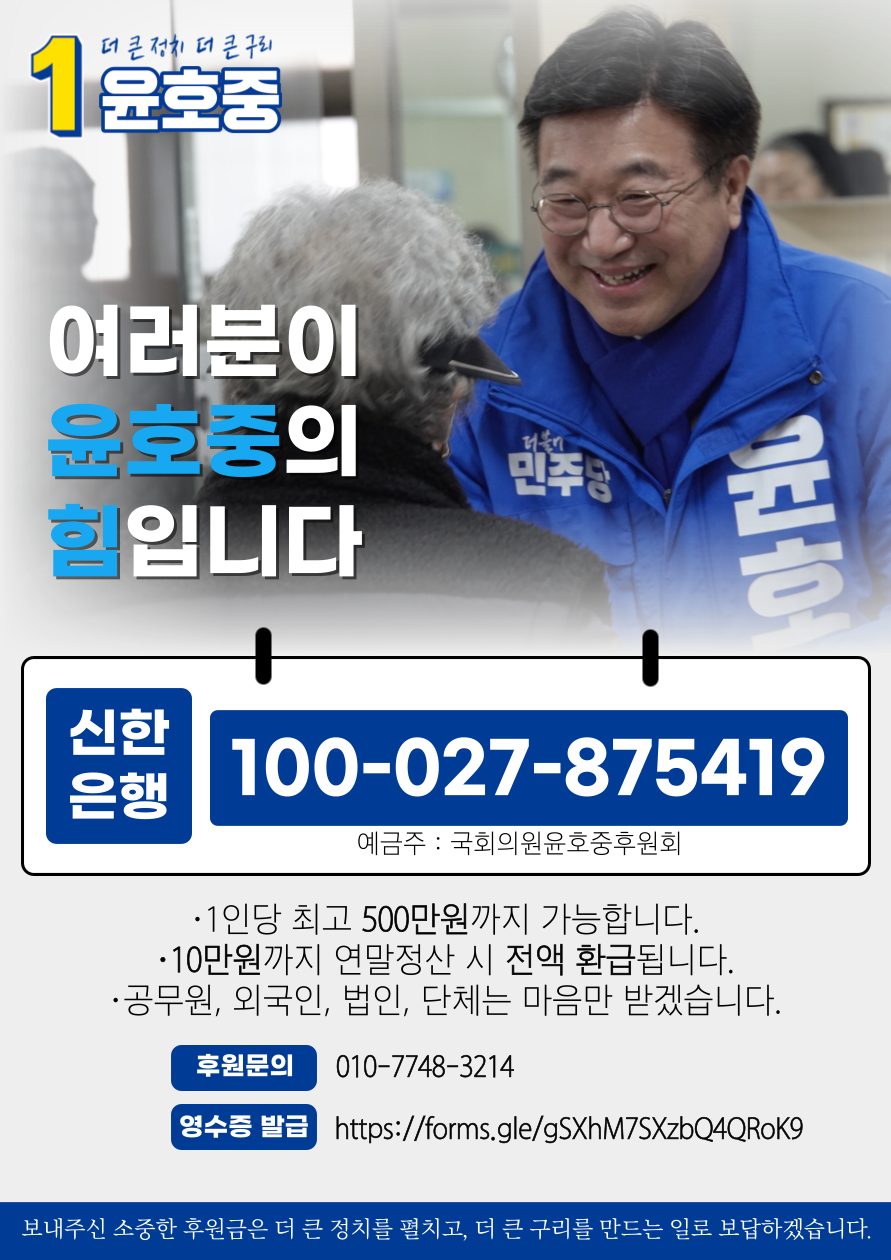 더 큰 정치 더 큰 구리
1 윤호중
여러분이
윤호중의
힘입니다
더불어
민주당
윤호
신한
은행
100-027-875419
예금주 : 국회의원윤호중후원회
·1인당 최고 500만원까지 가능합니다.
·10만원까지 연말정산 시 전액 환급됩니다.
·공무원, 외국인, 법인, 단체는 마음만 받겠습니다.
후원문의 010-7748-3214
영수증 발급 https://forms.gle/gSXhM7SXzbQ4QRoK9
보내주신 소중한 후원금은 더 큰 정치를 펼치고, 더 큰 구리를 만드는 일로 보답하겠습니다.